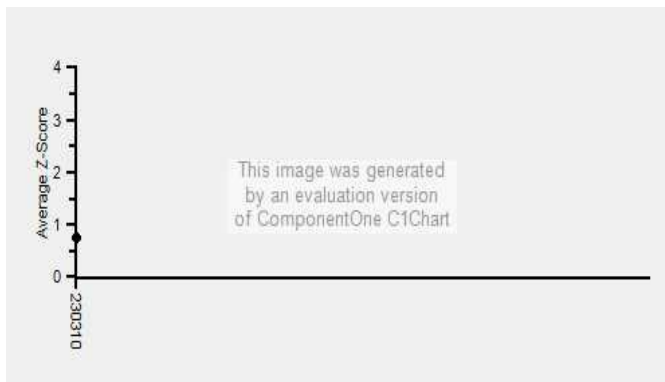 4
3
2
1
0
Average Z-Score
This image was generated
by an evaluation version
of ComponentOne C1Chart
230310